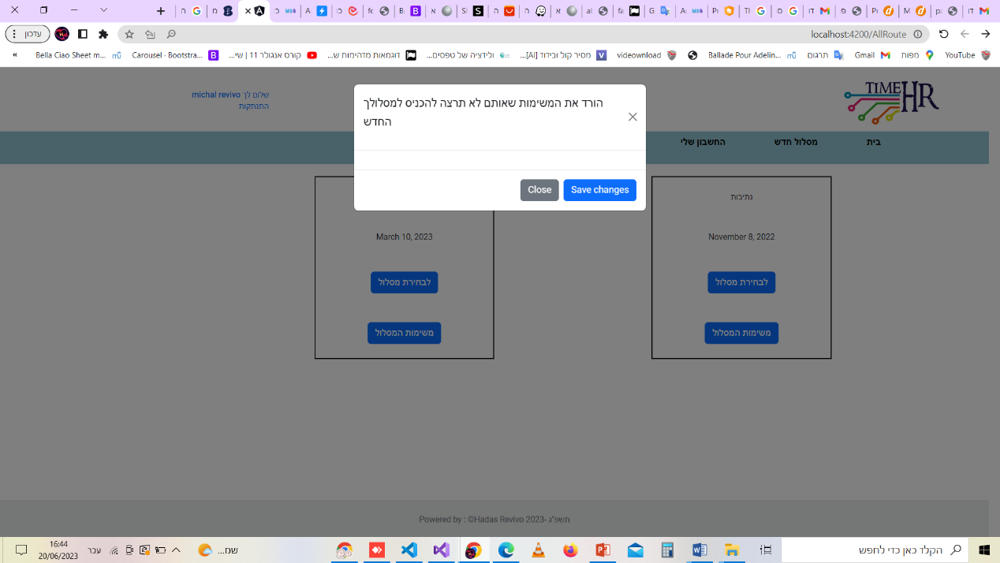 עדכון
localhost:4200/AllRoute
YouTube
מפות
Gmail
תרגום
Ballade Pour Adelin...
videownload
מסיר קול ובידוד [AI]...
ולידציה של טפסים...
דוגמאות מדהימות ש...
קורס אנגולר 11 | שי...
Carousel · Bootstra...
Bella Ciao Sheet m...
TIME HR
שלום לך michal revivo
התנתקות
בית
מסלול חדש
החשבון שלי
הורד את המשימות שאותם לא תרצה להכניס למסלולך
החדש
Close
Save changes
נתיבות
November 8, 2022
לבחירת מסלול
משימות המסלול
March 10, 2023
לבחירת מסלול
משימות המסלול
Powered by : ©Hadas Revivo 2023- תשפ"ג
הקלד כאן כדי לחפש
שמ...
עבר
16:44
20/06/2023